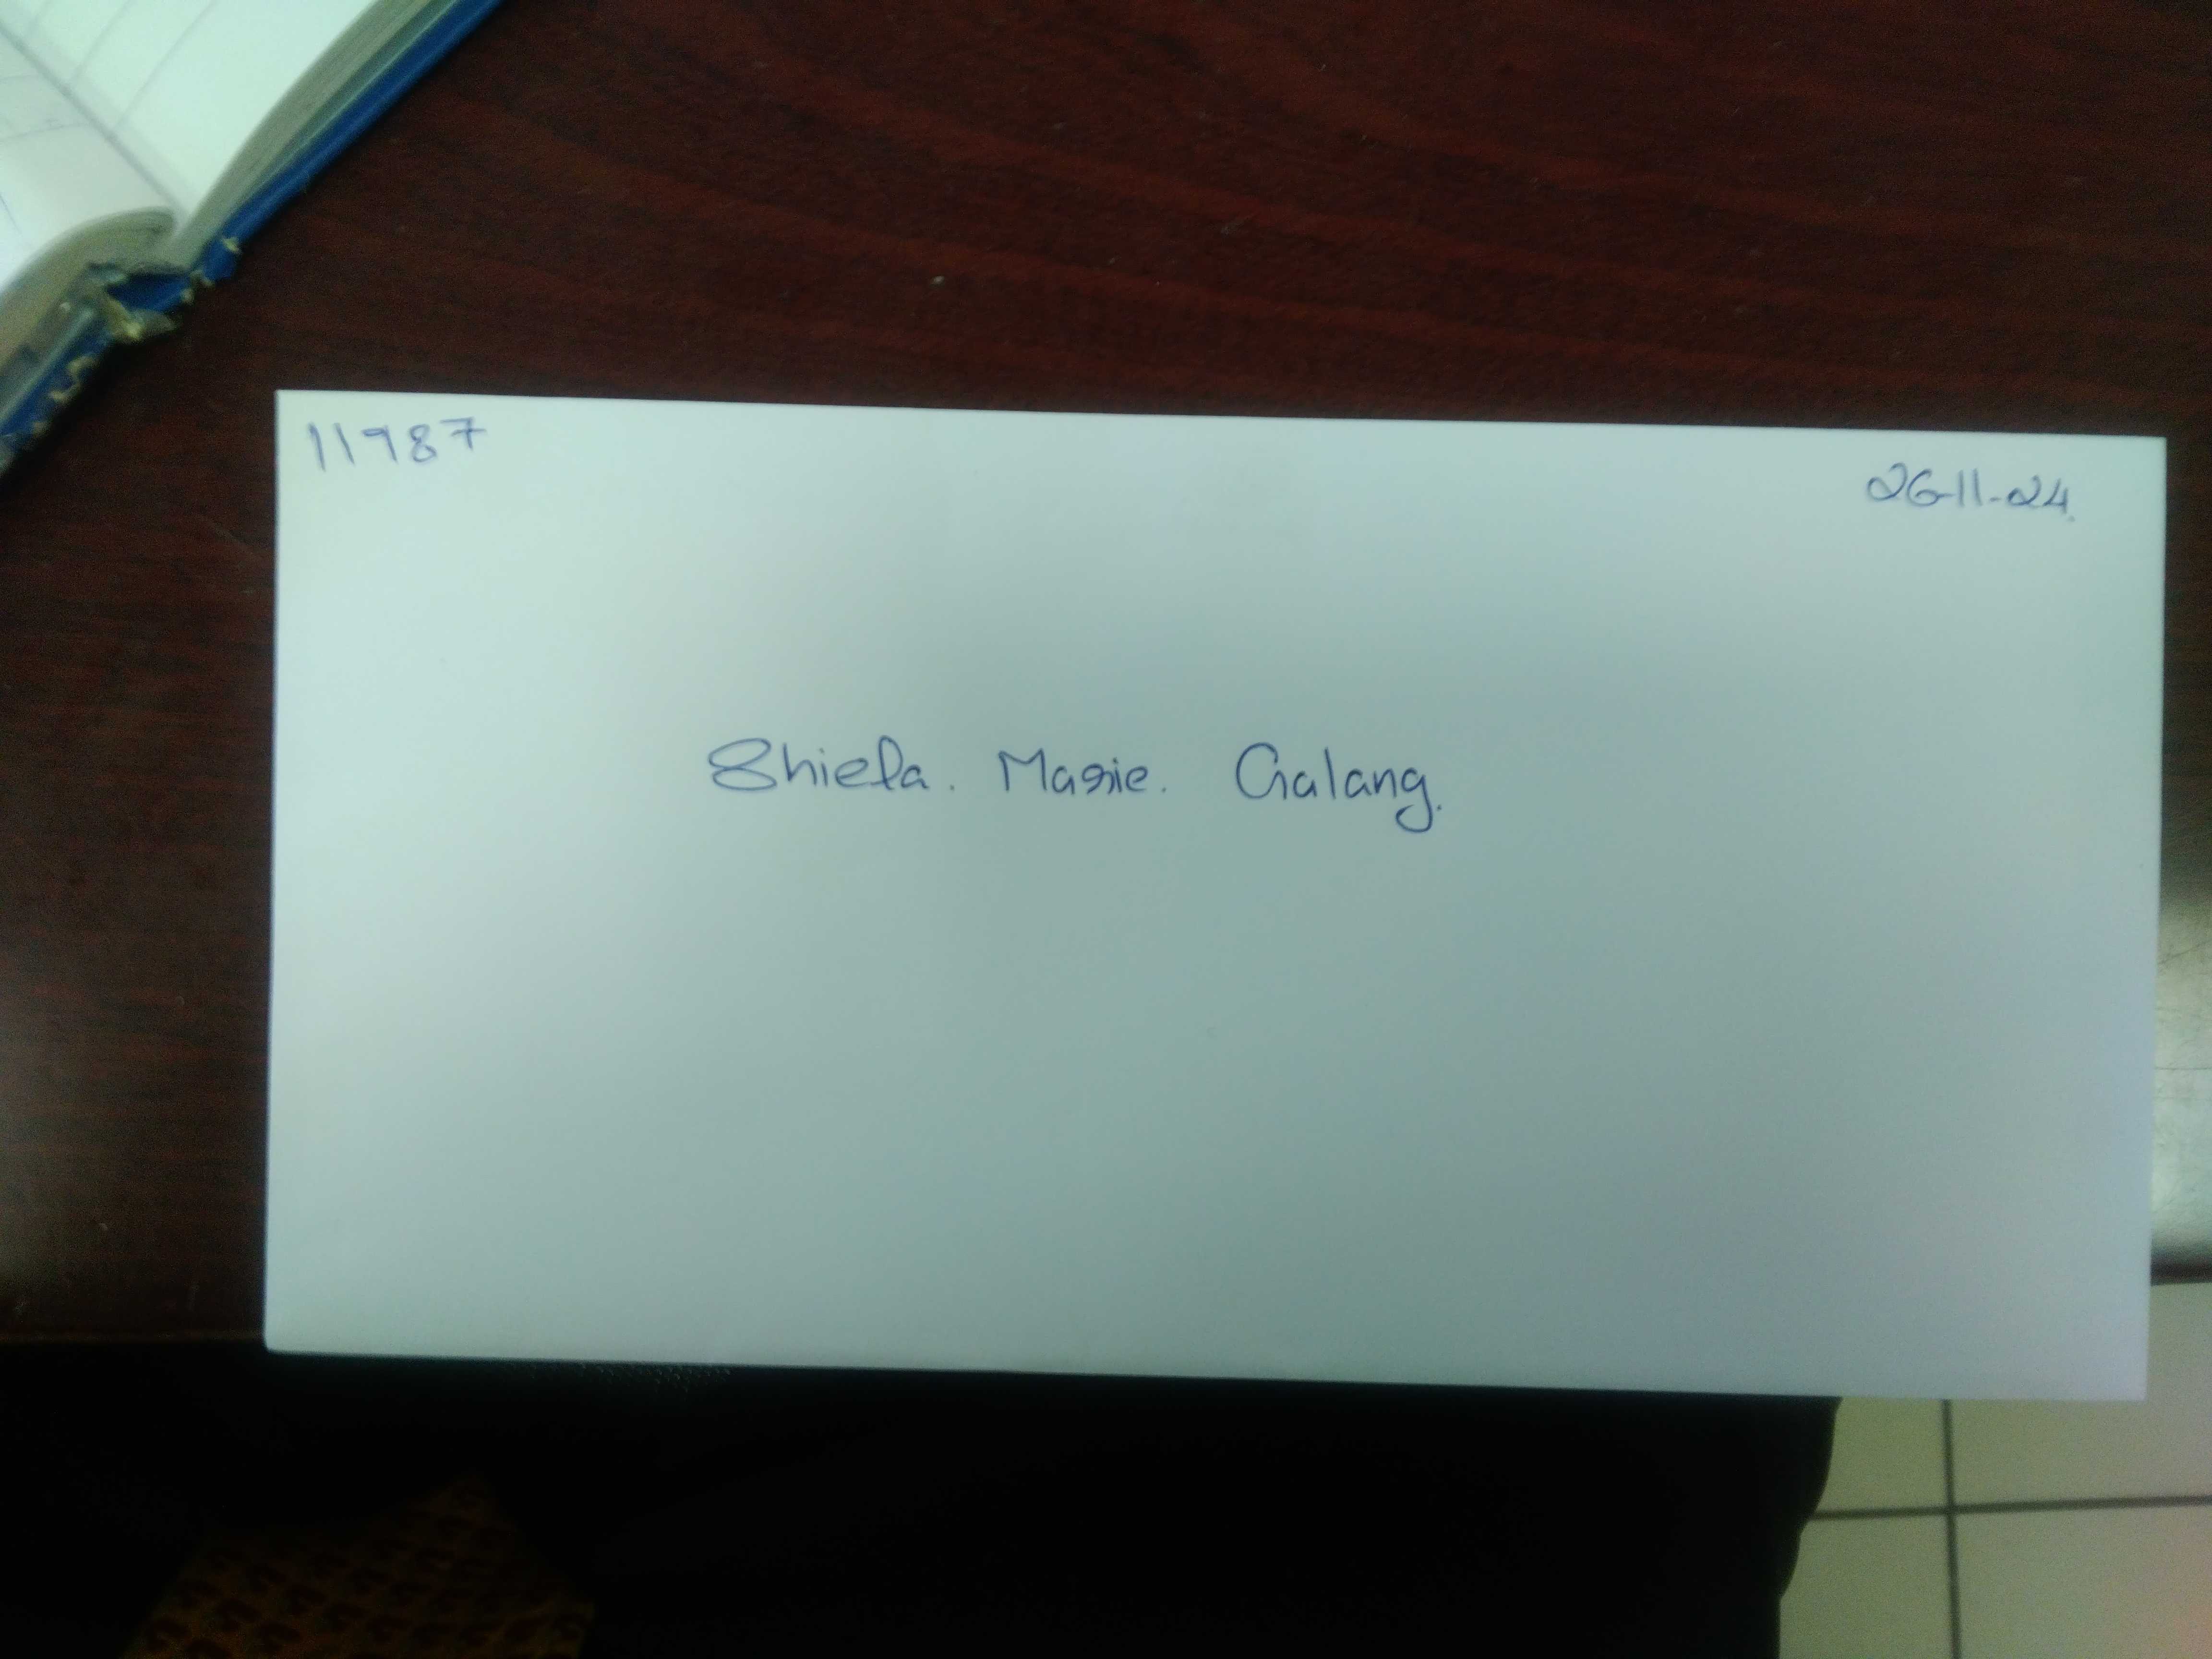 11987
26-11-24.
Shiela. Marie. Galang.